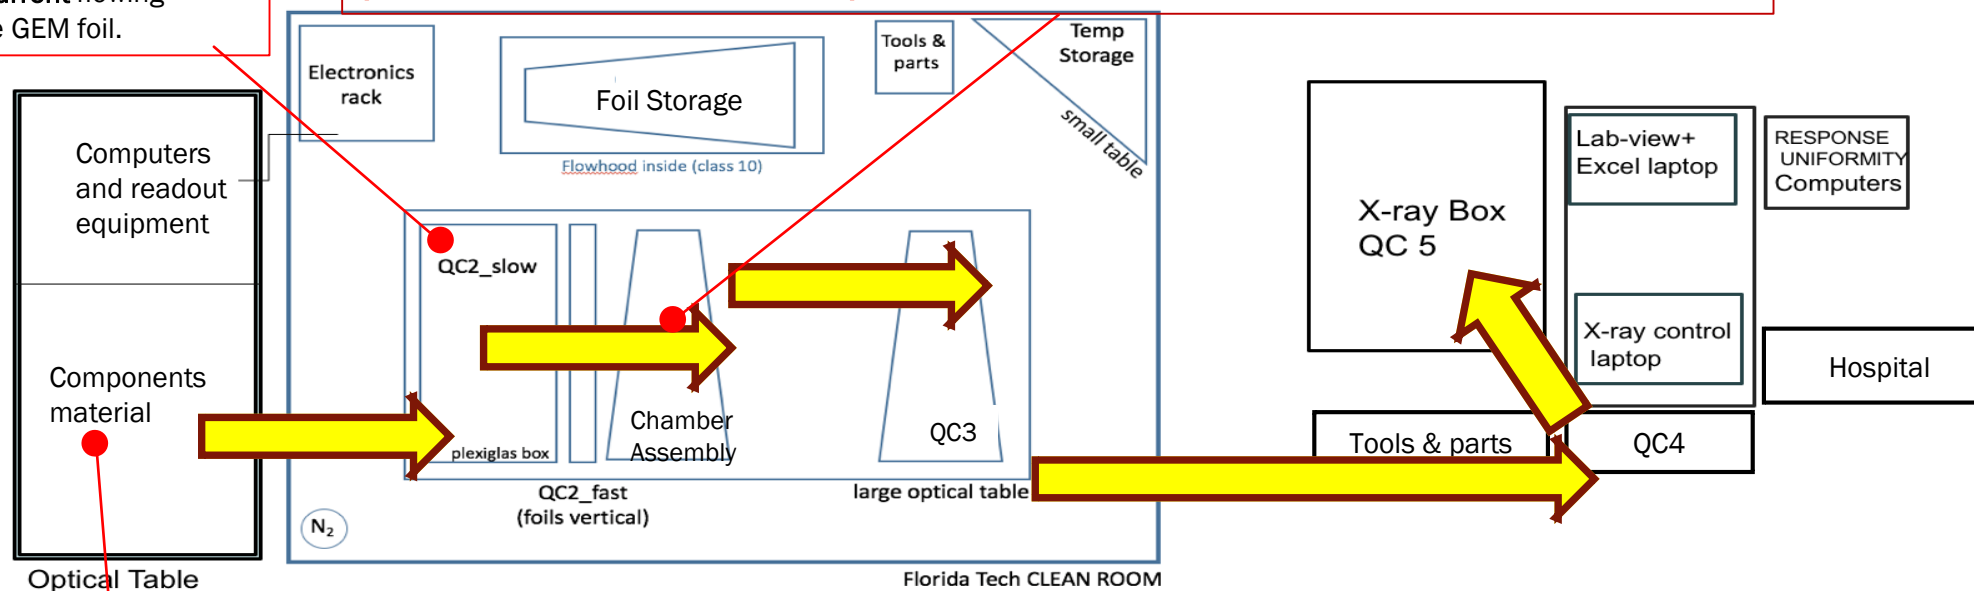 flowing
GEM foil.
Electronics
rack
Foil Storage
Flowhood inside (class 10)
Tools &
parts
Temp
Storage
small table
Computers
and readout
equipment
Components
material
Optical Table
QC2_slow
plexiglas box
QC2_fast
(foils vertical)
Chamber
Assembly
QC3
large optical table
N₂
Florida Tech CLEAN ROOM
X-ray Box
QC 5
Lab-view+
Excel laptop
X-ray control
laptop
RESPONSE
UNIFORMITY
Computers
Hospital
Tools & parts
QC4